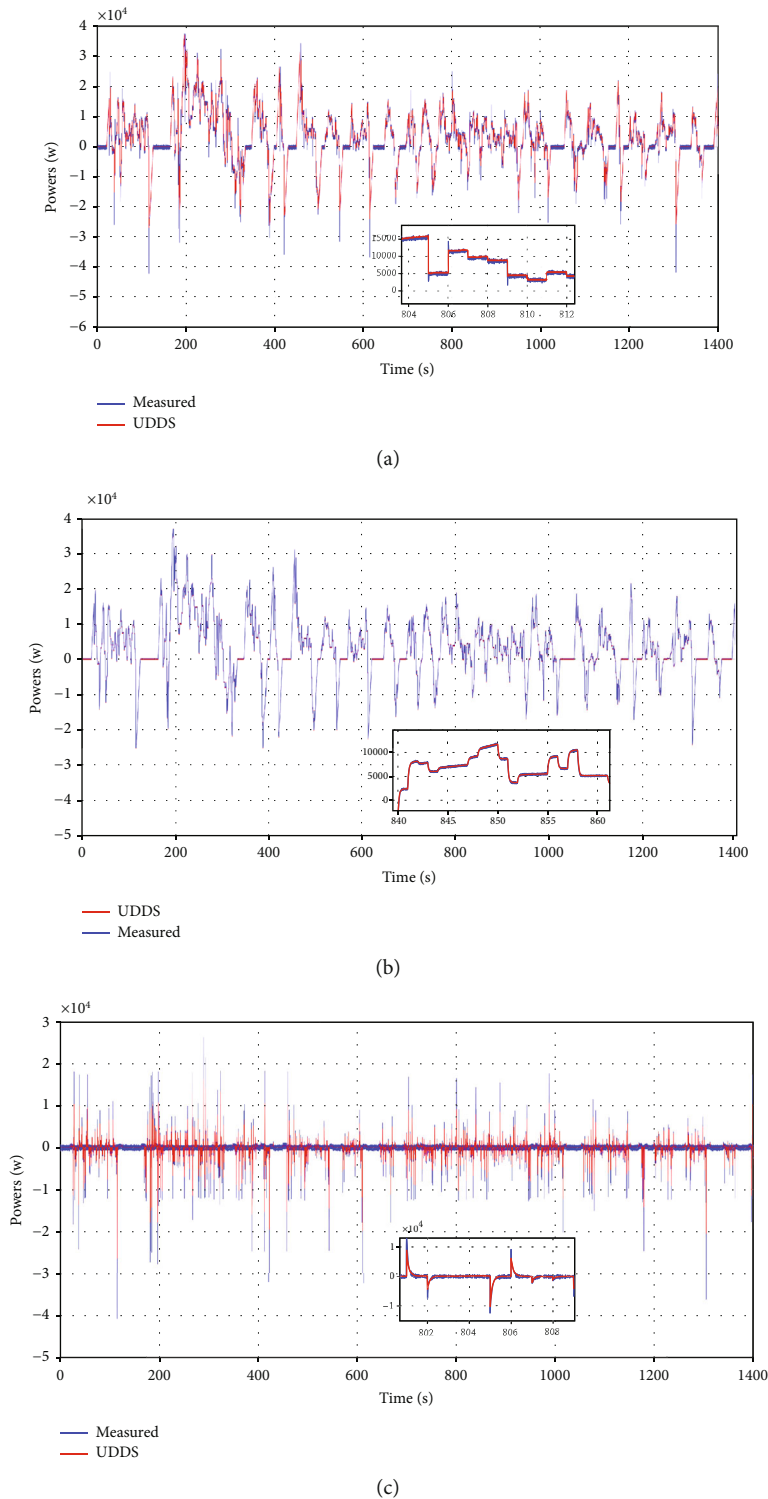 ×10⁴
4
3
2
1
0
−1
−2
−3
−4
−5
−6
Powers (w)
15000
10000
5000
0
804 806 808 810 812
0 200 400 600 800 1000 1200 1400
Time (s)
Measured
UDDS
(a)
×10⁴
4
3
2
1
0
−1
−2
−3
−4
−5
Powers (w)
10000
5000
0
840 845 850 855 860
0 200 400 600 800 1000 1200 1400
Time (s)
UDDS
Measured
(b)
×10⁴
3
2
1
0
−1
−2
−3
−4
−5
Powers (w)
×10⁴
1
0
−1
802 804 806 808
0 200 400 600 800 1000 1200 1400
Time (s)
Measured
UDDS
(c)